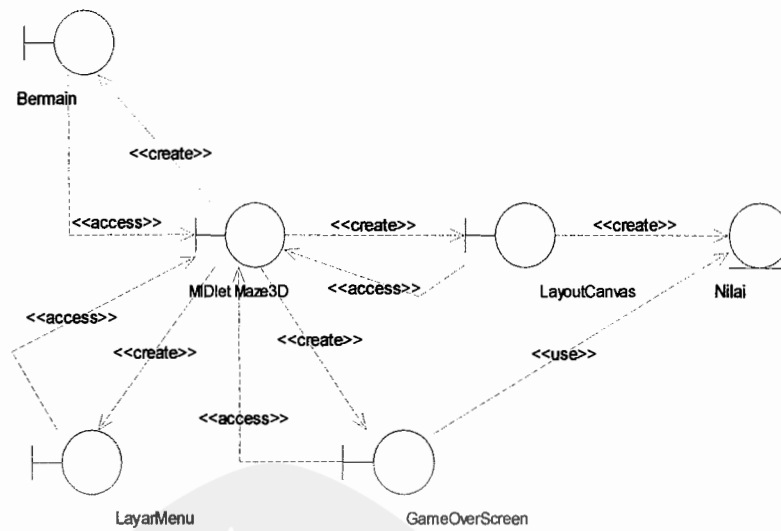 Bermain
<<create>>
<<access>>
<<create>>
<<create>>
MIDlet Maze3D
<<access>>
LayoutCanvas
Nilai
<<access>>
<<create>>
<<create>>
<<use>>
<<access>>
LayarMenu
GameOverScreen